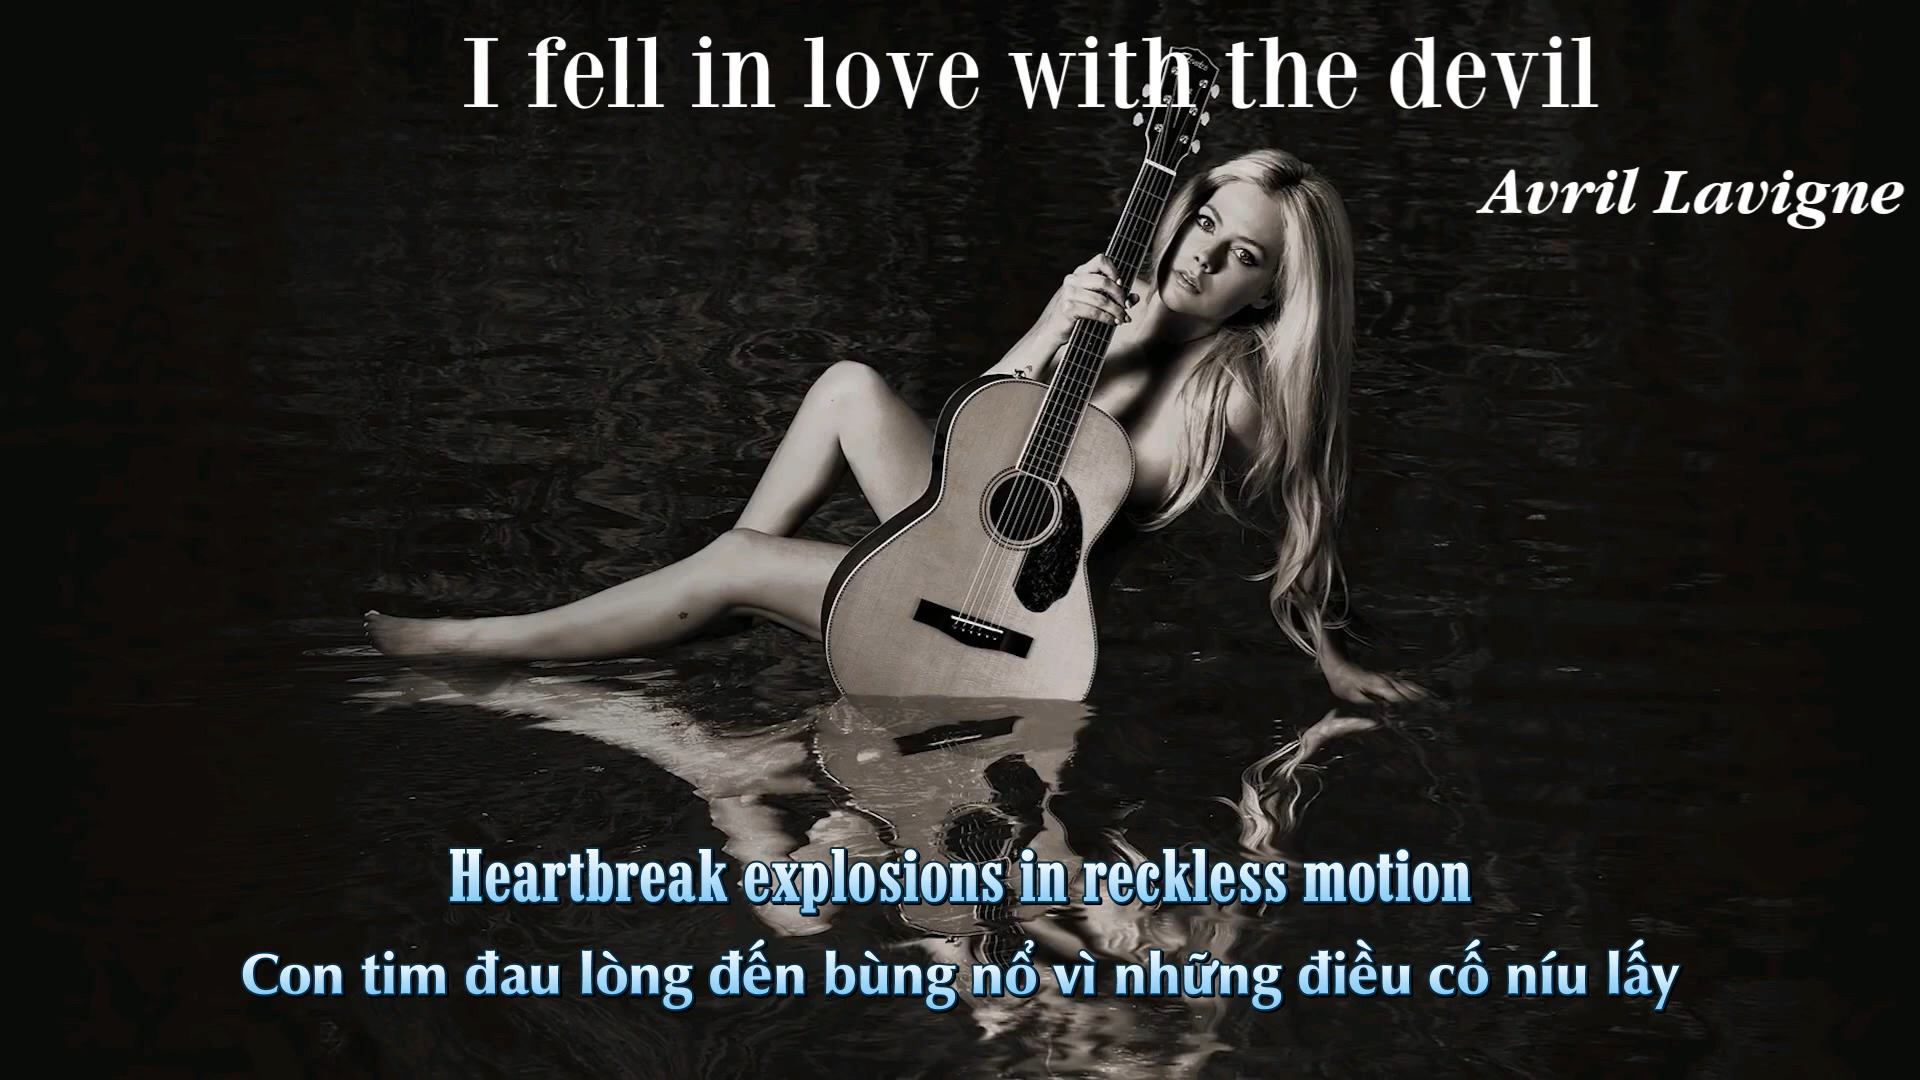 I fell in love with the devil
Avril Lavigne
Heartbreak explosions in reckless motion
Con tim đau lòng đến bùng nổ vì những điều cố níu lấy